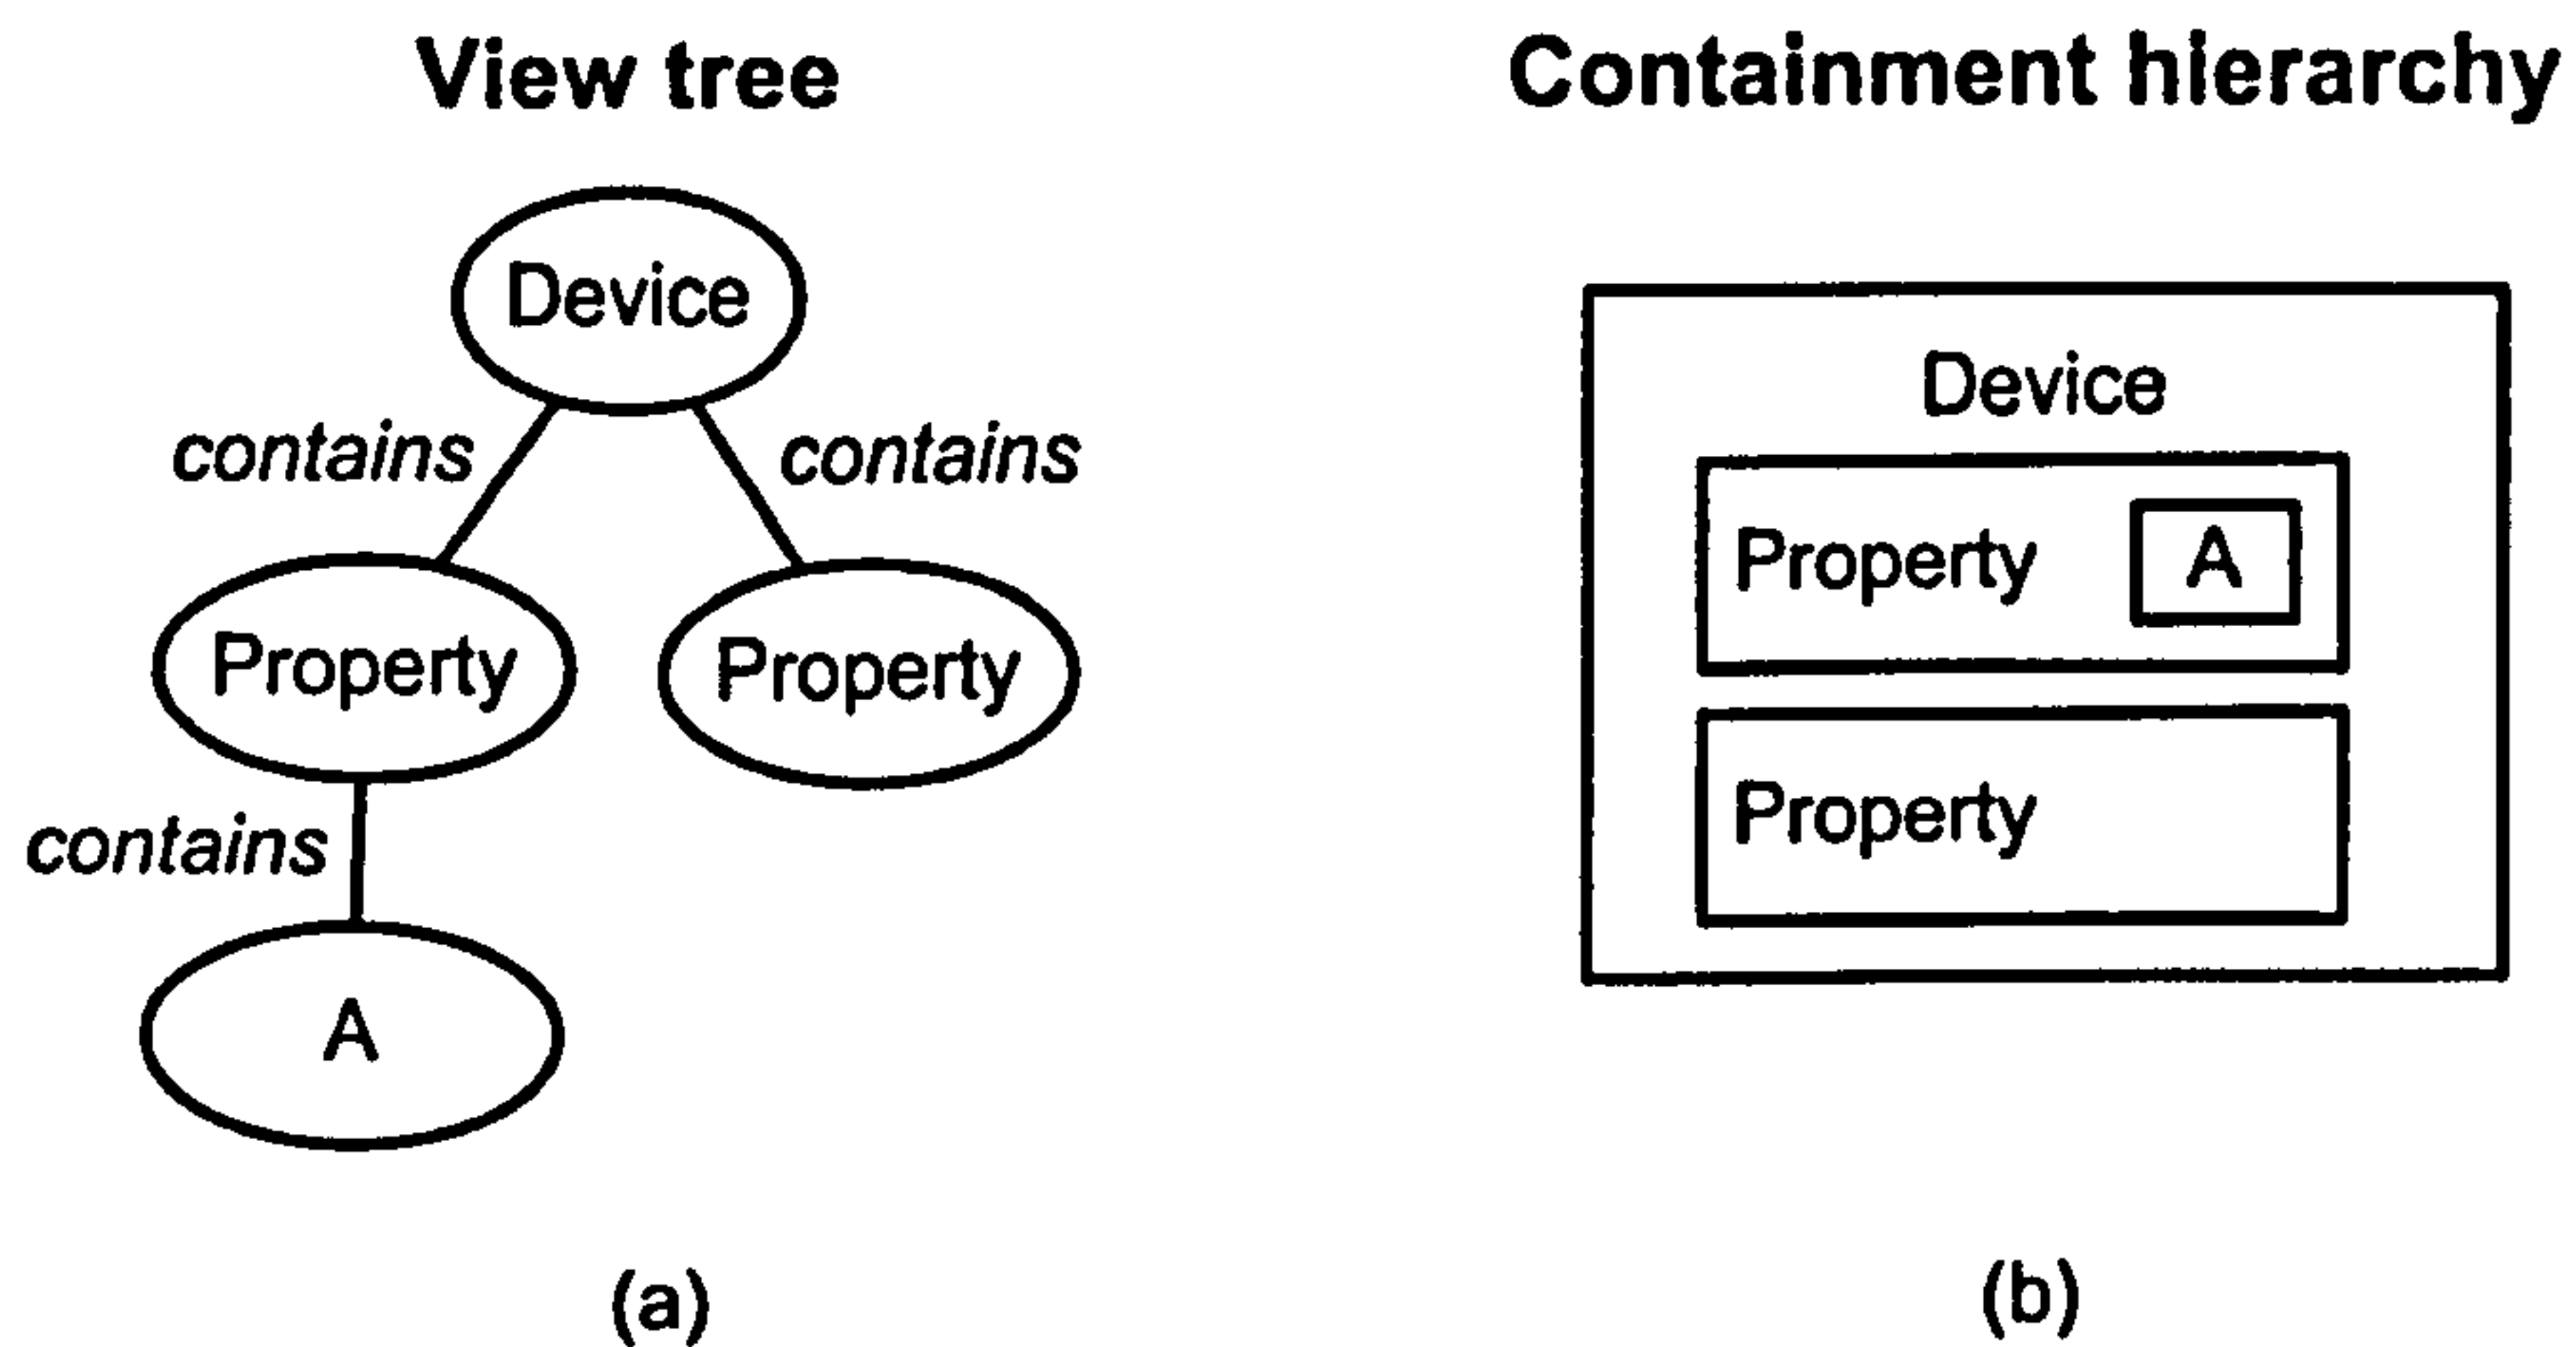 View tree
Device
contains
contains
Property
Property
contains
A
(a)
Containment hierarchy
Device
Property
A
Property
(b)